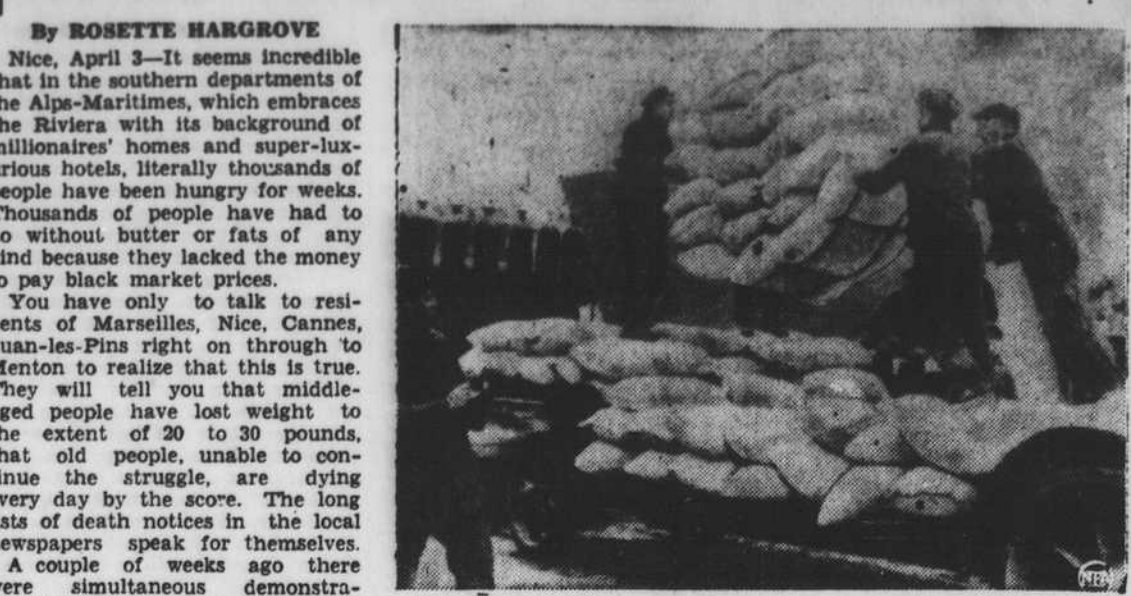 By ROSETTE HARGROVE
Nice, April 3—It seems incredible
hat in the southern departments of
he Alps-Maritimes, which embraces
he Riviera with its background of
nillionaires' homes and super-lux-
rious hotels, literally thousands of
eople have been hungry for weeks.
Thousands of people have had to
o without butter or fats of any
ind because they lacked the money
o pay black market prices.
You have only to talk to resi-
ents of Marseilles, Nice, Cannes,
uan-les-Pins right on through to
Menton to realize that this is true.
They will tell you that middle-
ged people have lost weight to
he extent of 20 to 30 pounds,
hat old people, unable to con-
inue the struggle, are dying
very day by the score. The long
sts of death notices in the local
ewspapers speak for themselves.
A couple of weeks ago there
vere simultaneous demonstra-
NEA